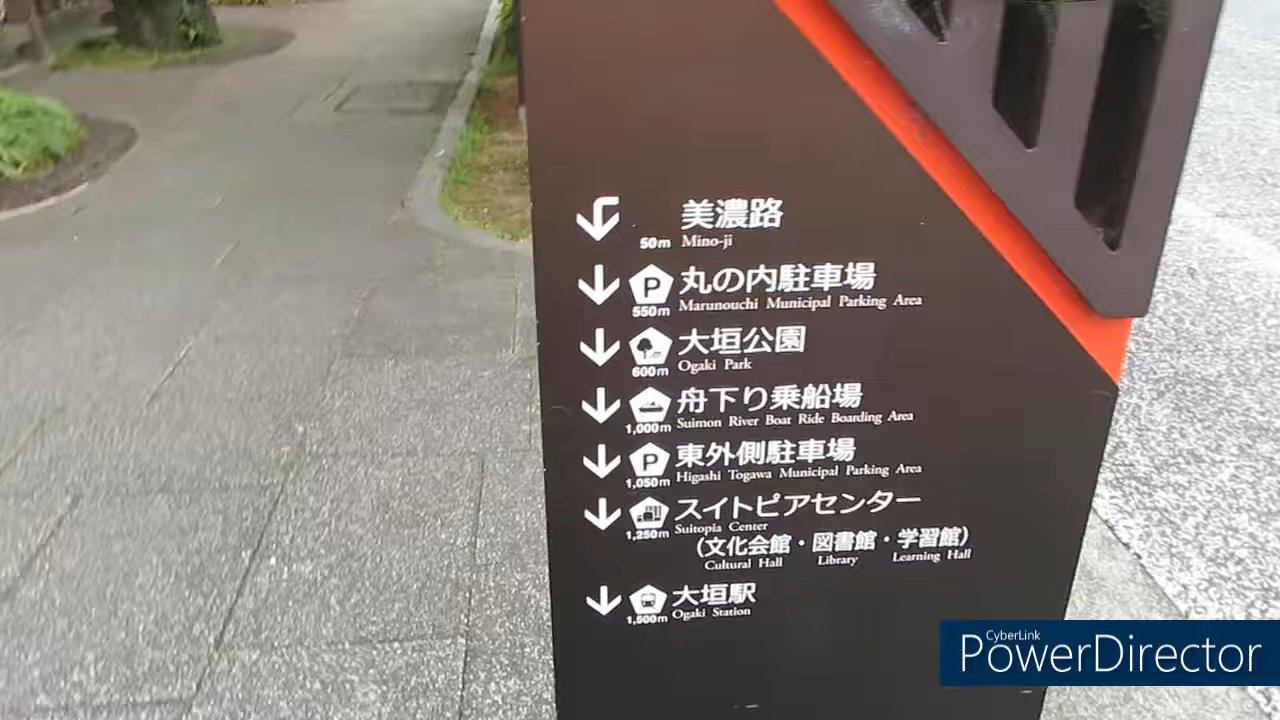 美濃路
50m Mino-ji
P 丸の内駐車場
550m Marunouchi Municipal Parking Area
大垣公園
600m Ogaki Park
舟下り乗船場
1,000m Suimon River Boat Ride Boarding Area
P 東外側駐車場
1,050m Higashi Togawa Municipal Parking Area
スイトピアセンター
1,250m Suitopia Center
（文化会館・図書館・学習館）
Cultural Hall Library Learning Hall
大垣駅
1,500m Ogaki Station
CyberLink
PowerDirector